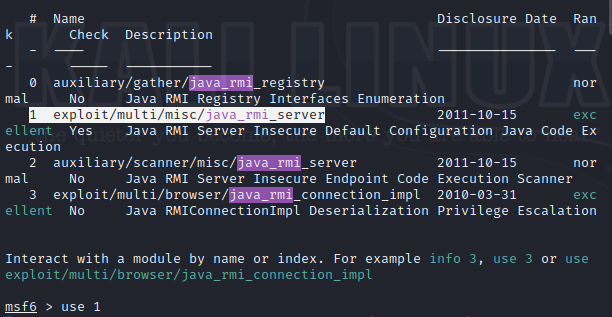 #  Name                                             Disclosure Date  Ran
k       Check  Description
-  ----                                             ---------------  ---
-       -----  -----------
0  auxiliary/gather/java_rmi_registry                                nor
mal     No     Java RMI Registry Interfaces Enumeration
1  exploit/multi/misc/java_rmi_server               2011-10-15       exc
ellent  Yes    Java RMI Server Insecure Default Configuration Java Code Ex
ecution
2  auxiliary/scanner/misc/java_rmi_server           2011-10-15       nor
mal     No     Java RMI Server Insecure Endpoint Code Execution Scanner
3  exploit/multi/browser/java_rmi_connection_impl   2010-03-31       exc
ellent  No     Java RMIConnectionImpl Deserialization Privilege Escalation
Interact with a module by name or index. For example info 3, use 3 or use
exploit/multi/browser/java_rmi_connection_impl
msf6 > use 1
KALI LINUX